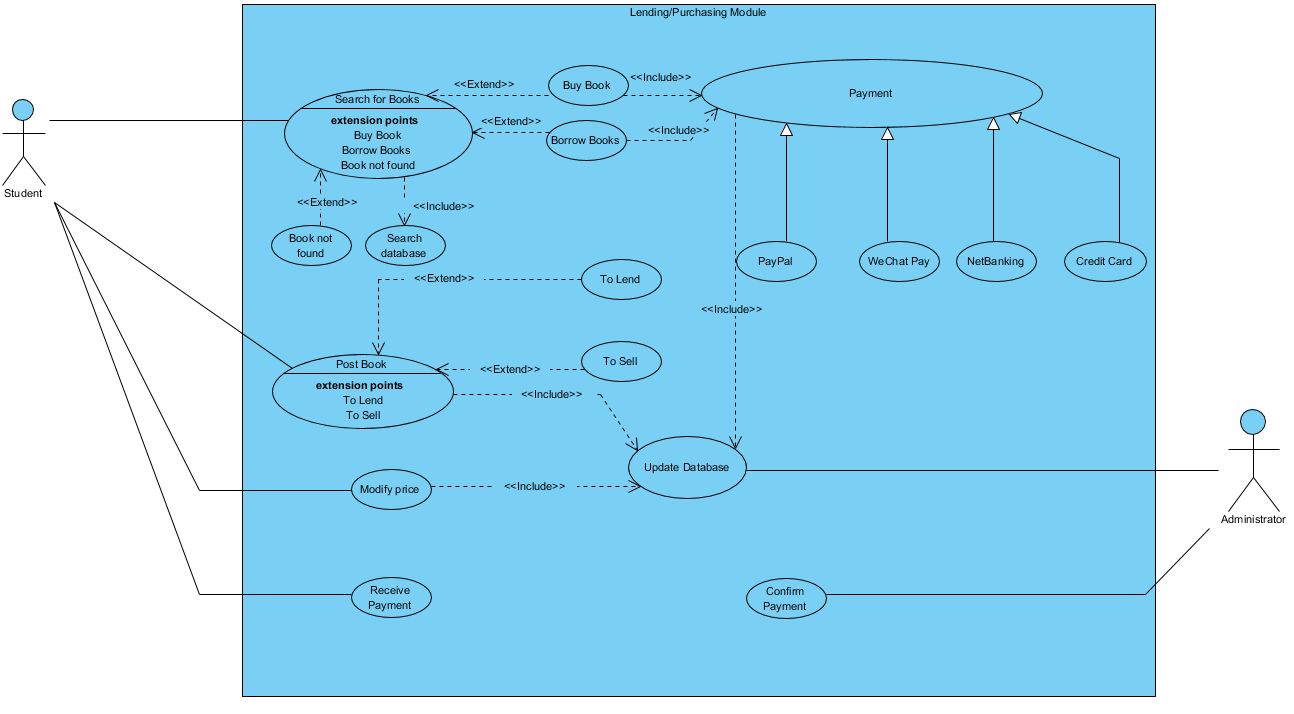 Lending/Purchasing Module
Student
Search for Books
extension points
Buy Book
Borrow Books
Book not found
<<Extend>>
Buy Book
<<Include>>
Payment
<<Extend>>
Borrow Books
<<Include>>
<<Extend>>
<<Include>>
Book not
found
Search
database
PayPal
WeChat Pay
NetBanking
Credit Card
<<Extend>>
To Lend
<<Include>>
Post Book
extension points
To Lend
To Sell
<<Extend>>
To Sell
<<Include>>
Update Database
Modify price
<<Include>>
Administrator
Receive
Payment
Confirm
Payment